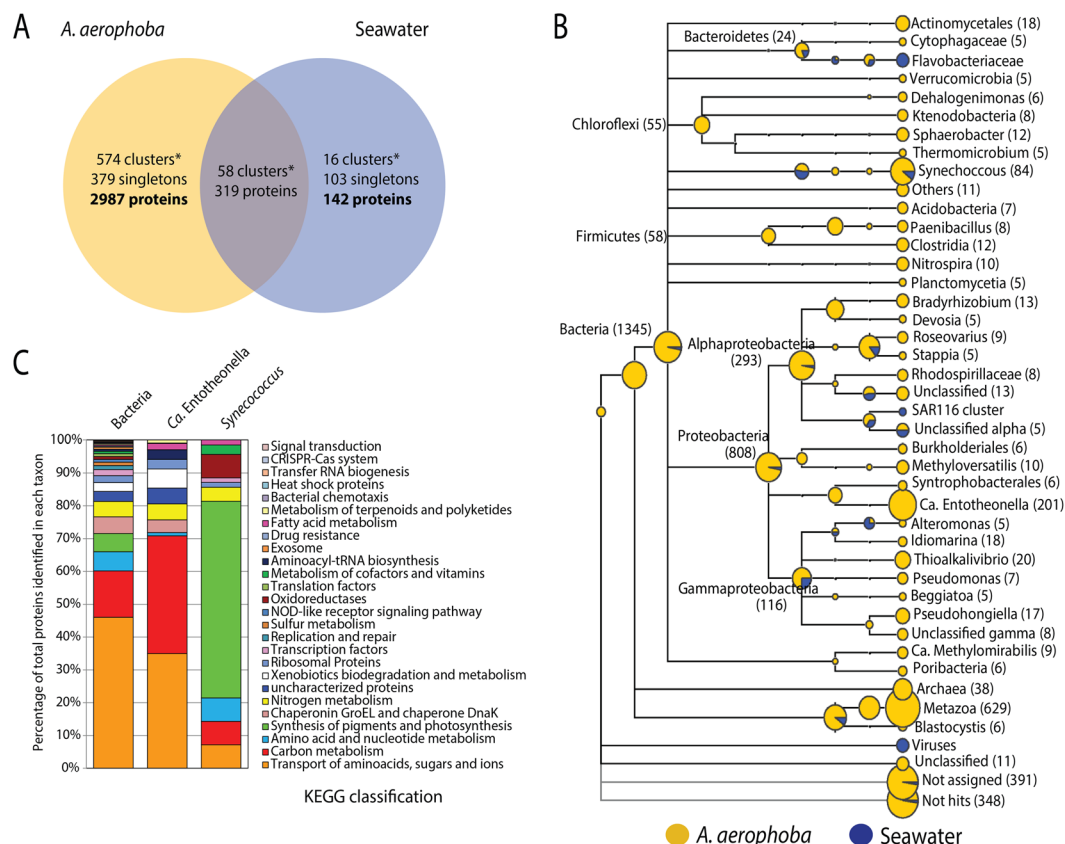 A
A. aerophoba
Seawater
574 clusters*
379 singletons
2987 proteins
58 clusters*
319 proteins
16 clusters*
103 singletons
142 proteins
B
Bacteroidetes (24)
Chloroflexi (55)
Firmicutes (58)
Bacteria (1345)
Alphaproteobacteria
(293)
Proteobacteria
(808)
Gammaproteobacteria
(116)
Actinomycetales (18)
Cytophagaceae (5)
Flavobacteriaceae
Verrucomicrobia (5)
Dehalogenimonas (6)
Ktenodobacteria (8)
Sphaerobacter (12)
Thermomicrobium (5)
Synechoccous (84)
Others (11)
Acidobacteria (7)
Paenibacillus (8)
Clostridia (12)
Nitrospira (10)
Planctomycetia (5)
Bradyrhizobium (13)
Devosia (5)
Roseovarius (9)
Stappia (5)
Rhodospirillaceae (8)
Unclassified (13)
SAR116 cluster
Unclassified alpha (5)
Burkholderiales (6)
Methyloversatilis (10)
Syntrophobacterales (6)
Ca. Entotheonella (201)
Alteromonas (5)
Idiomarina (18)
Thioalkalivibrio (20)
Pseudomonas (7)
Beggiatoa (5)
Pseudohongiella (17)
Unclassified gamma (8)
Ca. Methylomirabilis (9)
Poribacteria (6)
Archaea (38)
Metazoa (629)
Blastocystis (6)
Viruses
Unclassified (11)
Not assigned (391)
Not hits (348)
A. aerophoba
Seawater
C
Bacteria
Ca. Entotheonella
Synecococcus
Percentage of total proteins identified in each taxon
100%
90%
80%
70%
60%
50%
40%
30%
20%
10%
0%
Signal transduction
CRISPR-Cas system
Transfer RNA biogenesis
Heat shock proteins
Bacterial chemotaxis
Metabolism of terpenoids and polyketides
Fatty acid metabolism
Drug resistance
Exosome
Aminoacyl-tRNA biosynthesis
Metabolism of cofactors and vitamins
Translation factors
Oxidoreductases
NOD-like receptor signaling pathway
Sulfur metabolism
Replication and repair
Transcription factors
Ribosomal Proteins
Xenobiotics biodegradation and metabolism
uncharacterized proteins
Nitrogen metabolism
Chaperonin GroEL and chaperone DnaK
Synthesis of pigments and photosynthesis
Amino acid and nucleotide metabolism
Carbon metabolism
Transport of aminoacids, sugars and ions
KEGG classification